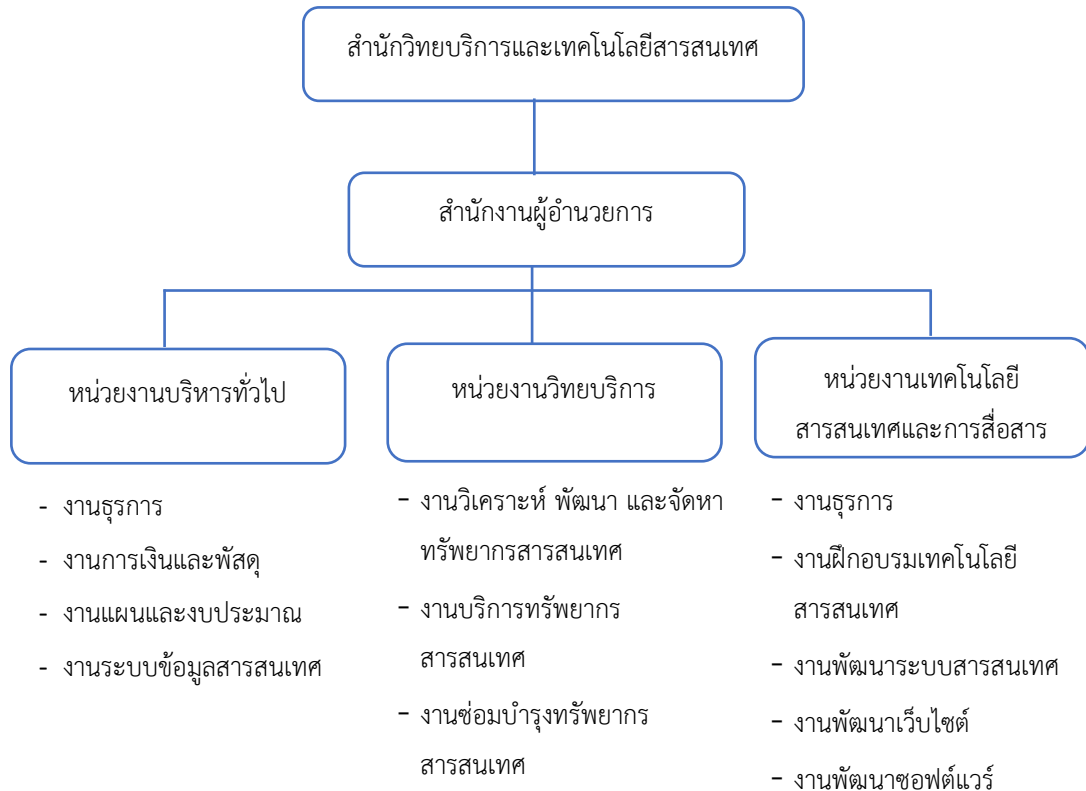 สำนักวิทยบริการและเทคโนโลยีสารสนเทศ
สำนักงานผู้อำนวยการ
หน่วยงานบริหารทั่วไป
- งานธุรการ
- งานการเงินและพัสดุ
- งานแผนและงบประมาณ
- งานระบบข้อมูลสารสนเทศ
หน่วยงานวิทยบริการ
- งานวิเคราะห์ พัฒนา และจัดหา
ทรัพยากรสารสนเทศ
- งานบริการทรัพยากร
สารสนเทศ
- งานซ่อมบำรุงทรัพยากร
สารสนเทศ
หน่วยงานเทคโนโลยี
สารสนเทศและการสื่อสาร
- งานธุรการ
- งานฝึกอบรมเทคโนโลยี
สารสนเทศ
- งานพัฒนาระบบสารสนเทศ
- งานพัฒนาเว็บไซต์
- งานพัฒนาซอฟต์แวร์